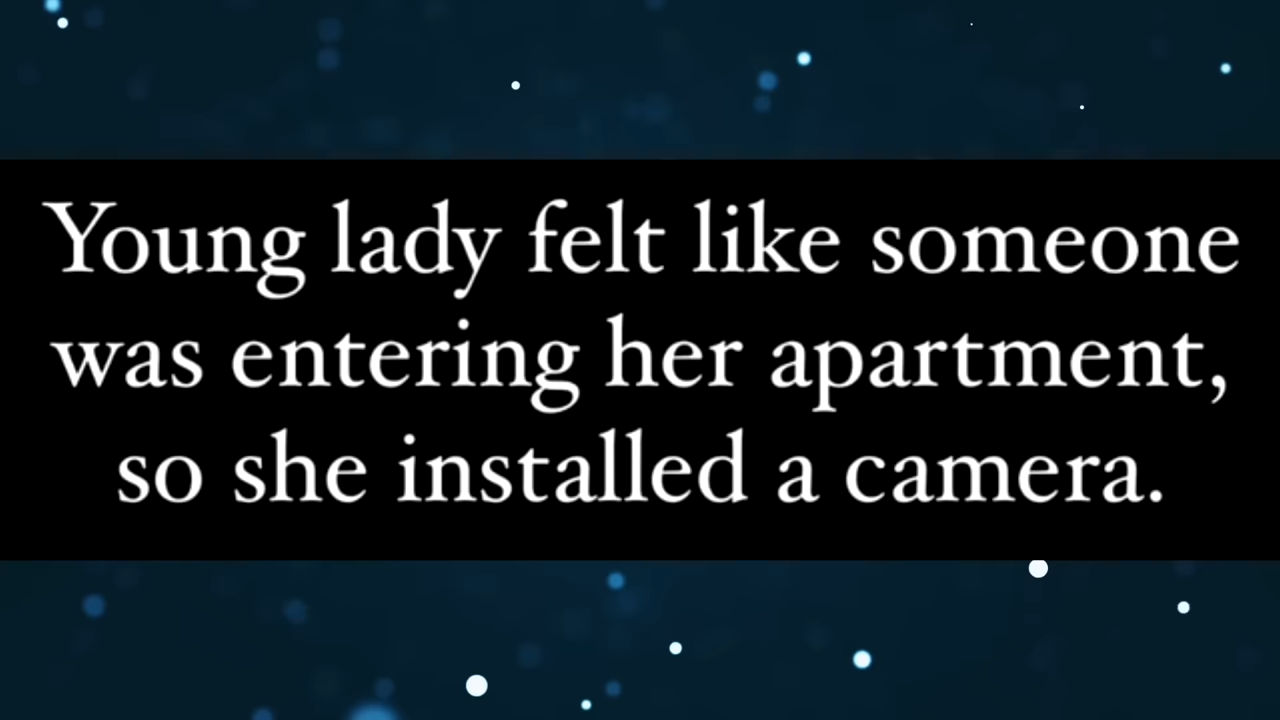 Young lady felt like someone
was entering her apartment,
so she installed a camera.